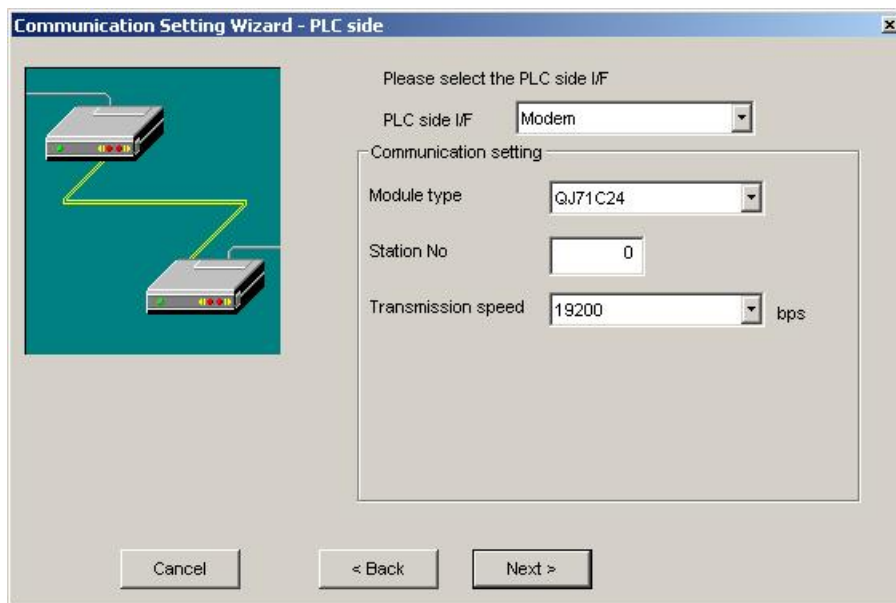 Communication Setting Wizard - PLC side
Please select the PLC side I/F
PLC side I/F Modem
Communication setting
Module type QJ71C24
Station No 0
Transmission speed 19200 bps
Cancel < Back Next >